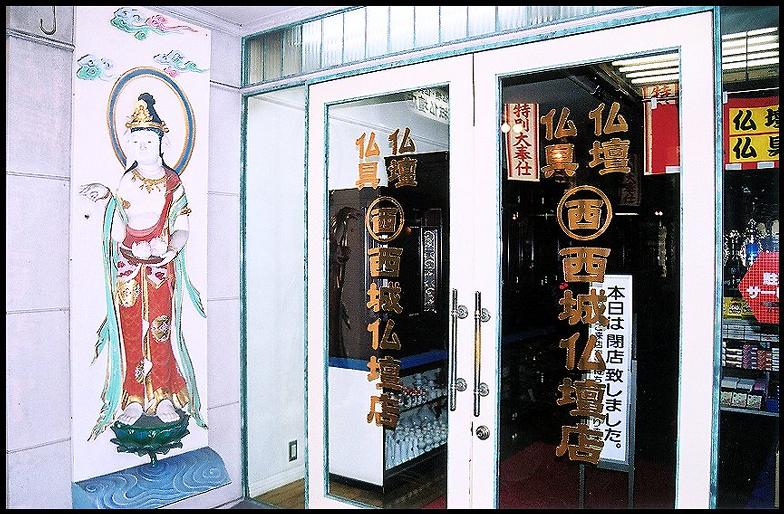 仏壇
仏具
西
西城仏壇店
特別大奉仕
仏壇
仏具
西
西城仏壇店
本日は閉店致しました。
特
仏壇
仏具